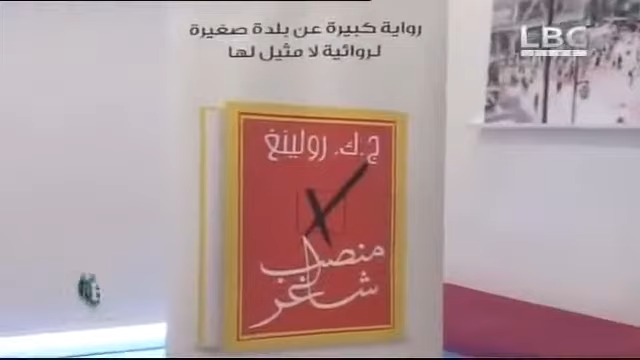 رواية كبيرة عن بلدة صغيرة
لروائية لا مثيل لها
LBC
ج.ك. رولينغ
منصب
شاغر